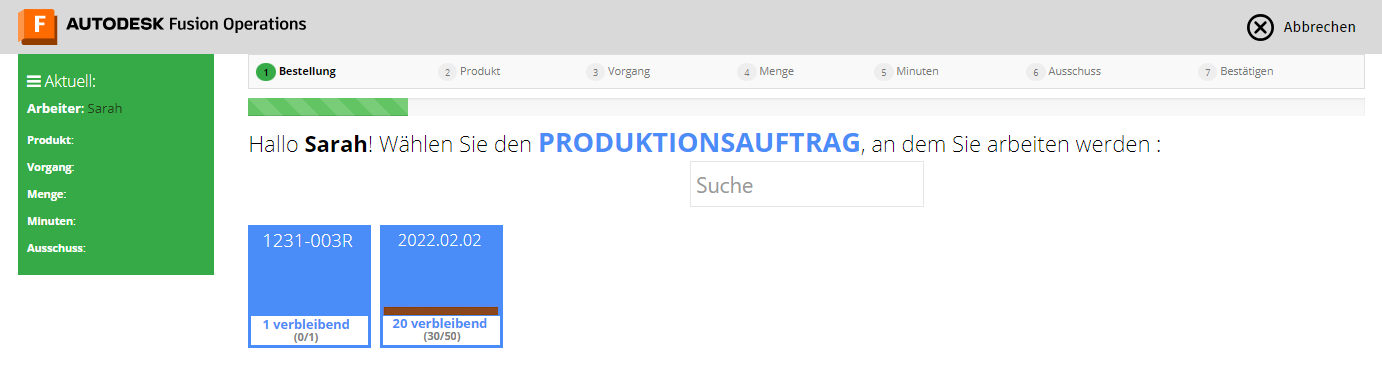 F AUTODESK Fusion Operations
Abbrechen
Aktuell:
Arbeiter: Sarah
Produkt:
Vorgang:
Menge:
Minuten:
Ausschuss:
1 Bestellung 2 Produkt 3 Vorgang 4 Menge 5 Minuten 6 Ausschuss 7 Bestätigen
Hallo Sarah! Wählen Sie den PRODUKTIONSAUFTRAG, an dem Sie arbeiten werden :
Suche
1231-003R
1 verbleibend
(0/1)
2022.02.02
20 verbleibend
(30/50)